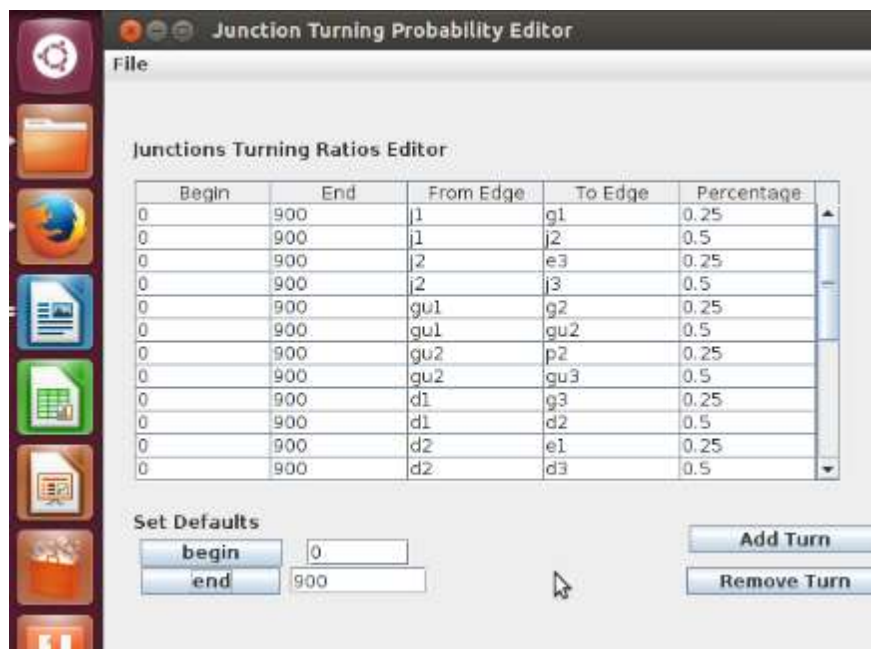 Junction Turning Probability Editor
File
Junctions Turning Ratios Editor
Begin End From Edge To Edge Percentage
0 900 j1 g1 0.25
0 900 j1 j2 0.5
0 900 j2 e3 0.25
0 900 j2 j3 0.5
0 900 gu1 g2 0.25
0 900 gu1 gu2 0.5
0 900 gu2 p2 0.25
0 900 gu2 gu3 0.5
0 900 d1 g3 0.25
0 900 d1 d2 0.5
0 900 d2 e1 0.25
0 900 d2 d3 0.5
Set Defaults
begin 0 Add Turn
end 900 Remove Turn